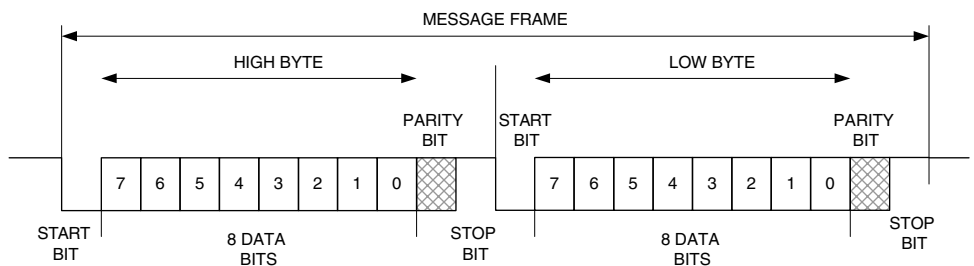 MESSAGE FRAME
HIGH BYTE
LOW BYTE
PARITY
BIT
START
BIT
PARITY
BIT
7 6 5 4 3 2 1 0
7 6 5 4 3 2 1 0
START
BIT
8 DATA
BITS
STOP
BIT
8 DATA
BITS
STOP
BIT